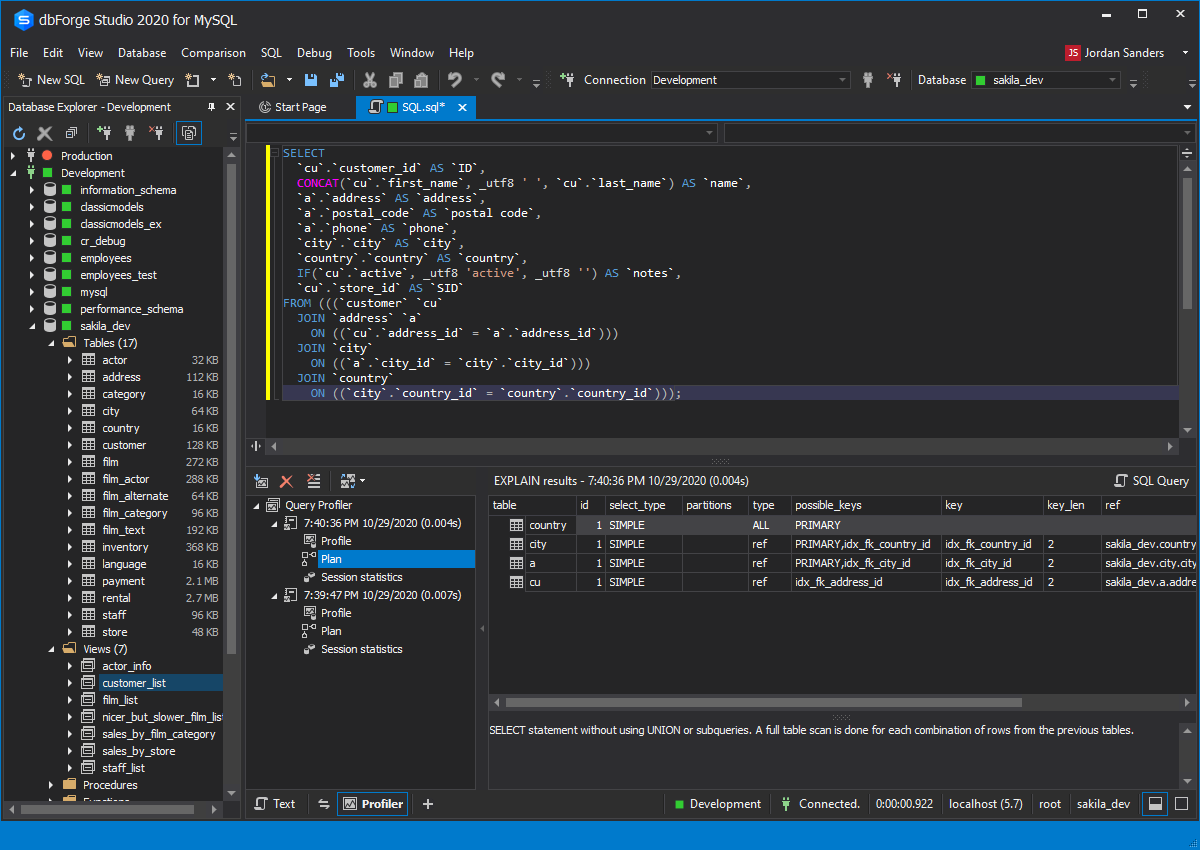 dbForge Studio 2020 for MySQL
File Edit View Database Comparison SQL Debug Tools Window Help
JS Jordan Sanders
New SQL New Query Connection Development Database sakila_dev
Database Explorer - Development
Start Page SQL.sql*
Production
Development
information_schema
classicmodels
classicmodels_ex
cr_debug
employees
employees_test
mysql
performance_schema
sakila_dev
Tables (17)
actor 32 KB
address 112 KB
category 16 KB
city 64 KB
country 16 KB
customer 128 KB
film 272 KB
film_actor 288 KB
film_alternate 64 KB
film_category 96 KB
film_text 192 KB
inventory 368 KB
language 16 KB
payment 2.1 MB
rental 2.7 MB
staff 96 KB
store 48 KB
Views (7)
actor_info
customer_list
film_list
nicer_but_slower_film_lis
sales_by_film_category
sales_by_store
staff_list
Procedures
Functions
SELECT
`cu`.`customer_id` AS `ID`,
CONCAT(`cu`.`first_name`, _utf8 ' ', `cu`.`last_name`) AS `name`,
`a`.`address` AS `address`,
`a`.`postal_code` AS `postal code`,
`a`.`phone` AS `phone`,
`city`.`city` AS `city`,
`country`.`country` AS `country`,
IF(`cu`.`active`, _utf8 'active', _utf8 '') AS `notes`,
`cu`.`store_id` AS `SID`
FROM (((`customer` `cu`
JOIN `address` `a`
ON ((`cu`.`address_id` = `a`.`address_id`)))
JOIN `city`
ON ((`a`.`city_id` = `city`.`city_id`)))
JOIN `country`
ON ((`city`.`country_id` = `country`.`country_id`)));
Query Profiler
7:40:36 PM 10/29/2020 (0.004s)
Profile
Plan
Session statistics
7:39:47 PM 10/29/2020 (0.007s)
Profile
Plan
Session statistics
EXPLAIN results - 7:40:36 PM 10/29/2020 (0.004s) SQL Query
table id select_type partitions type possible_keys key key_len ref
country 1 SIMPLE ALL PRIMARY
city 1 SIMPLE ref PRIMARY,idx_fk_country_id idx_fk_country_id 2 sakila_dev.country
a 1 SIMPLE ref PRIMARY,idx_fk_city_id idx_fk_city_id 2 sakila_dev.city.city
cu 1 SIMPLE ref idx_fk_address_id idx_fk_address_id 2 sakila_dev.a.addre
SELECT statement without using UNION or subqueries. A full table scan is done for each combination of rows from the previous tables.
Text Profiler
Development Connected. 0:00:00.922 localhost (5.7) root sakila_dev